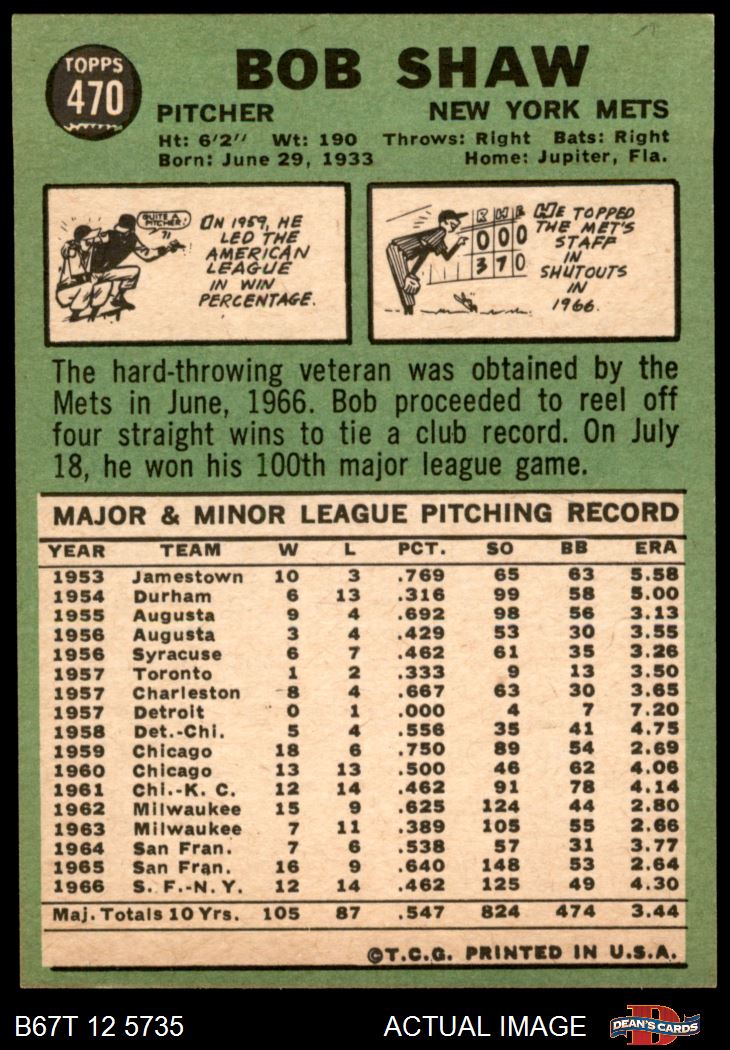 TOPPS
470
BOB SHAW
PITCHER NEW YORK METS
Ht: 6'2" Wt: 190 Throws: Right Bats: Right
Born: June 29, 1933 Home: Jupiter, Fla.
QUITE A
PITCHER!
IN 1959, HE
LED THE
AMERICAN
LEAGUE
IN WIN
PERCENTAGE.
R H E
0 0 0
3 7 0
HE TOPPED
THE MET'S
STAFF
IN
SHUTOUTS
IN
1966.
The hard-throwing veteran was obtained by the
Mets in June, 1966. Bob proceeded to reel off
four straight wins to tie a club record. On July
18, he won his 100th major league game.
MAJOR & MINOR LEAGUE PITCHING RECORD
YEAR TEAM W L PCT. SO BB ERA
1953 Jamestown 10 3 .769 65 63 5.58
1954 Durham 6 13 .316 99 58 5.00
1955 Augusta 9 4 .692 98 56 3.13
1956 Augusta 3 4 .429 53 30 3.55
1956 Syracuse 6 7 .462 61 35 3.26
1957 Toronto 1 2 .333 9 13 3.50
1957 Charleston 8 4 .667 63 30 3.65
1957 Detroit 0 1 .000 4 7 7.20
1958 Det.-Chi. 5 4 .556 35 41 4.75
1959 Chicago 18 6 .750 89 54 2.69
1960 Chicago 13 13 .500 46 62 4.06
1961 Chi.-K. C. 12 14 .462 91 78 4.14
1962 Milwaukee 15 9 .625 124 44 2.80
1963 Milwaukee 7 11 .389 105 55 2.66
1964 San Fran. 7 6 .538 57 31 3.77
1965 San Fran. 16 9 .640 148 53 2.64
1966 S. F.-N. Y. 12 14 .462 125 49 4.30
Maj. Totals 10 Yrs. 105 87 .547 824 474 3.44
©T.C.G. PRINTED IN U.S.A.
B67T 12 5735 ACTUAL IMAGE
D
DEAN'S CARDS